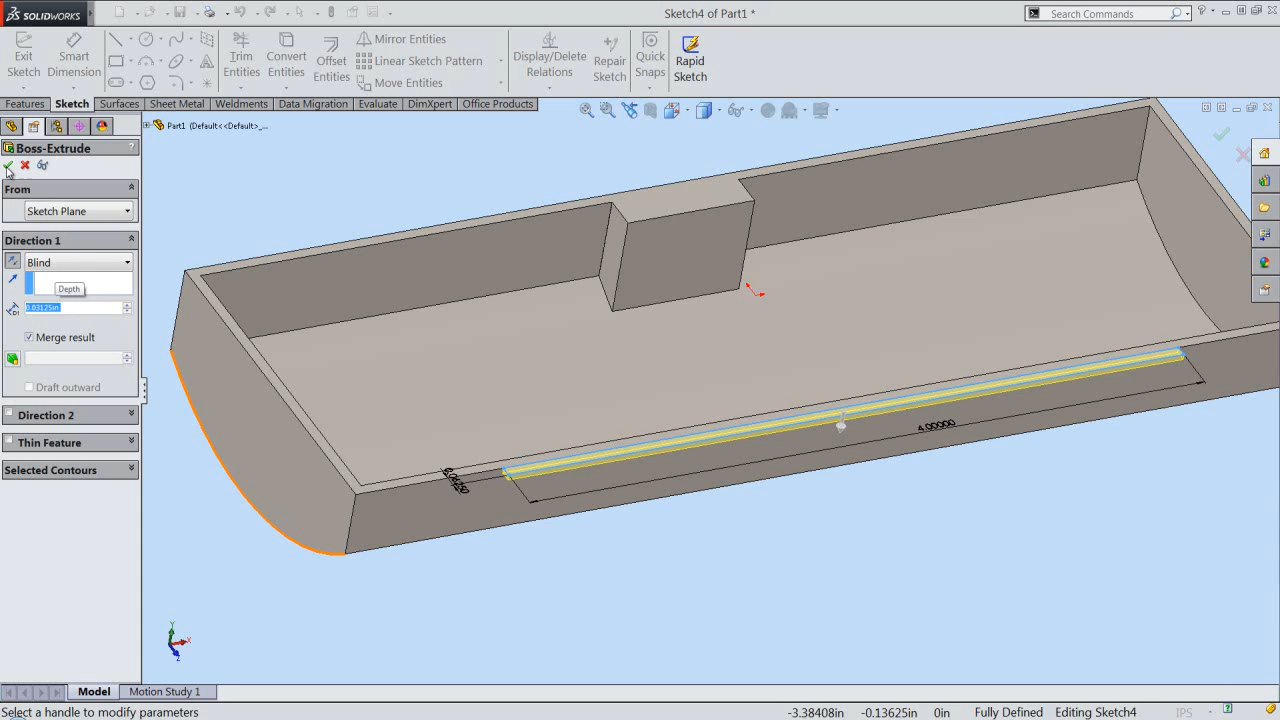 SOLIDWORKS
Sketch4 of Part1 *
Search Commands
Exit Sketch
Smart Dimension
Trim Entities
Convert Entities
Offset Entities
Mirror Entities
Linear Sketch Pattern
Move Entities
Display/Delete Relations
Repair Sketch
Quick Snaps
Rapid Sketch
Features
Sketch
Surfaces
Sheet Metal
Weldments
Data Migration
Evaluate
DimXpert
Office Products
Part1 (Default<<Default>_...
Boss-Extrude
?
From
Sketch Plane
Direction 1
Blind
Depth
D1
0.03125in
Merge result
Draft outward
Direction 2
Thin Feature
Selected Contours
4.00000
Y
X
Z
Model
Motion Study 1
Select a handle to modify parameters
-3.38408in
-0.13625in
0in
Fully Defined
Editing Sketch4
IPS